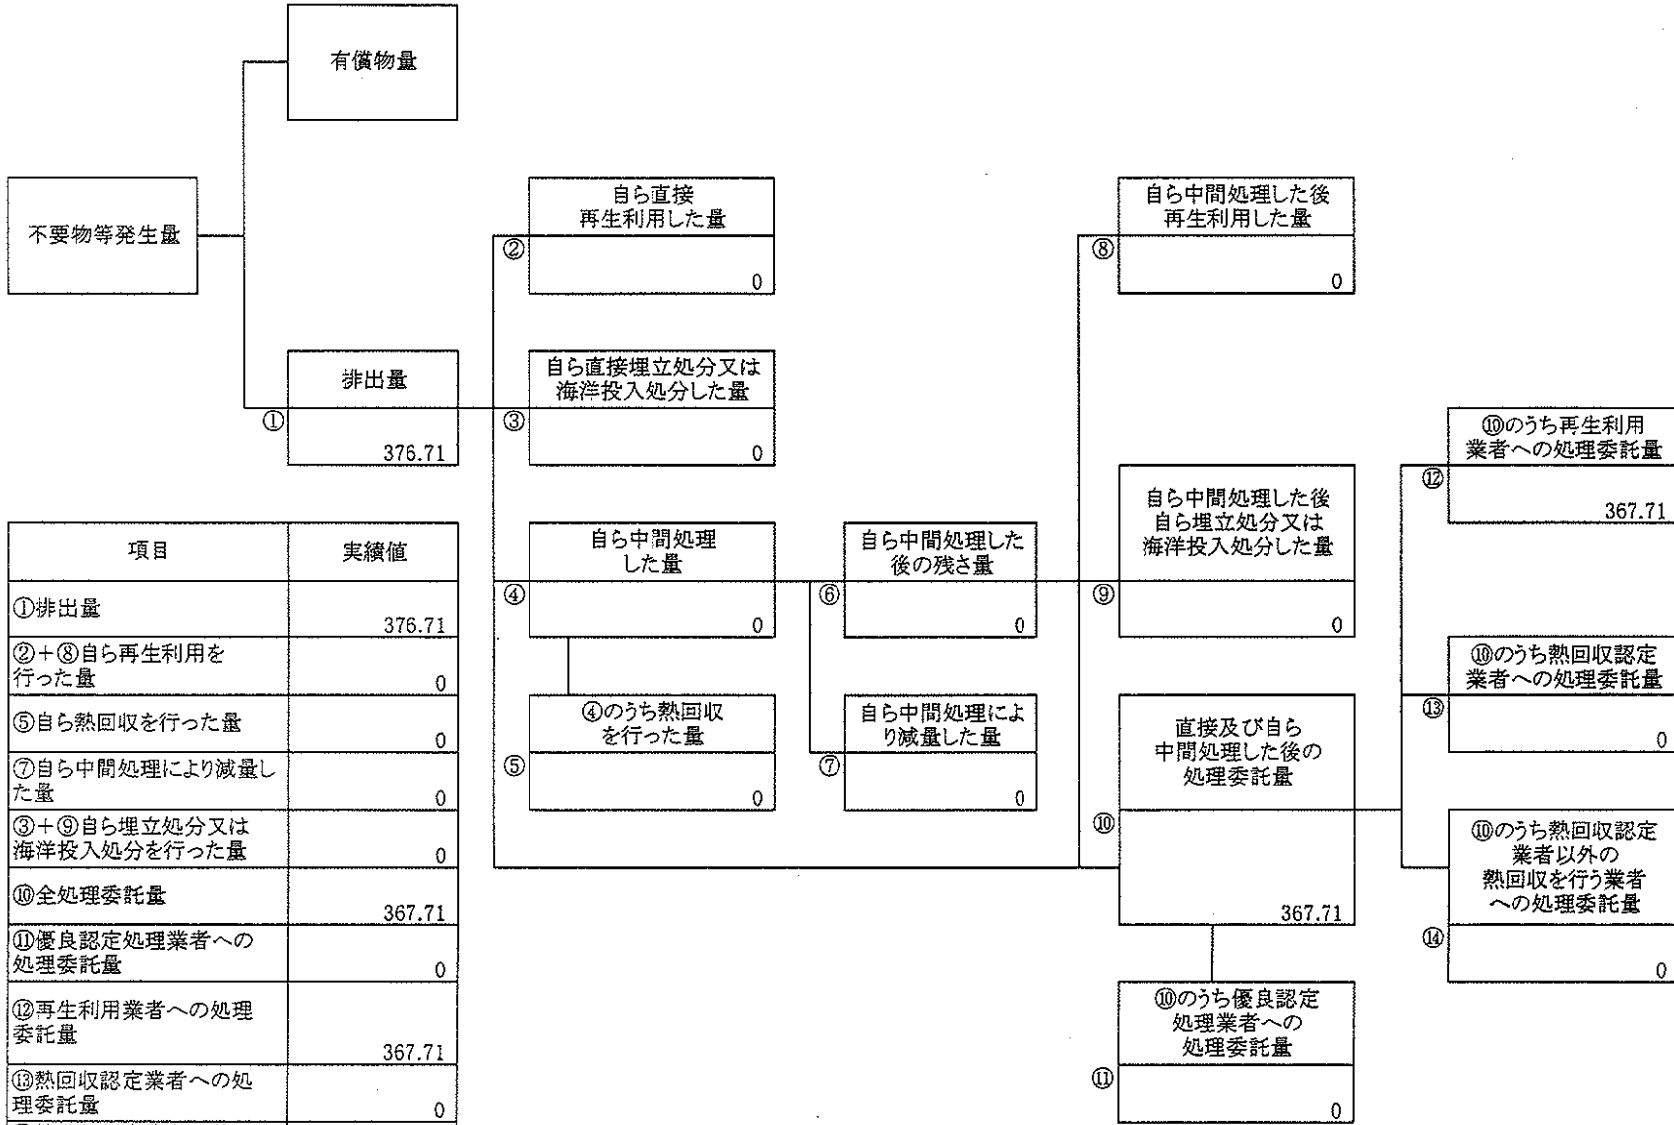 有償物量
不要物等発生量
自ら直接
再生利用した量
②
0
自ら中間処理した後
再生利用した量
⑧
0
排出量
①
376.71
自ら直接埋立処分又は
海洋投入処分した量
③
0
⑩のうち再生利用
業者への処理委託量
⑫
367.71
自ら中間処理した後
自ら埋立処分又は
海洋投入処分した量
⑨
0
自ら中間処理
した量
④
0
自ら中間処理した
後の残さ量
⑥
0
⑩のうち熱回収認定
業者への処理委託量
⑬
0
④のうち熱回収
を行った量
⑤
0
自ら中間処理によ
り減量した量
⑦
0
直接及び自ら
中間処理した後の
処理委託量
⑩
367.71
⑩のうち熱回収認定
業者以外の
熱回収を行う業者
への処理委託量
⑭
0
⑩のうち優良認定
処理業者への
処理委託量
⑪
0
項目 実績値
①排出量
376.71
②+⑧自ら再生利用を
行った量
0
⑤自ら熱回収を行った量
0
⑦自ら中間処理により減量し
た量
0
③+⑨自ら埋立処分又は
海洋投入処分を行った量
0
⑩全処理委託量
367.71
⑪優良認定処理業者への
処理委託量
0
⑫再生利用業者への処理
委託量
367.71
⑬熱回収認定業者への処
理委託量
0